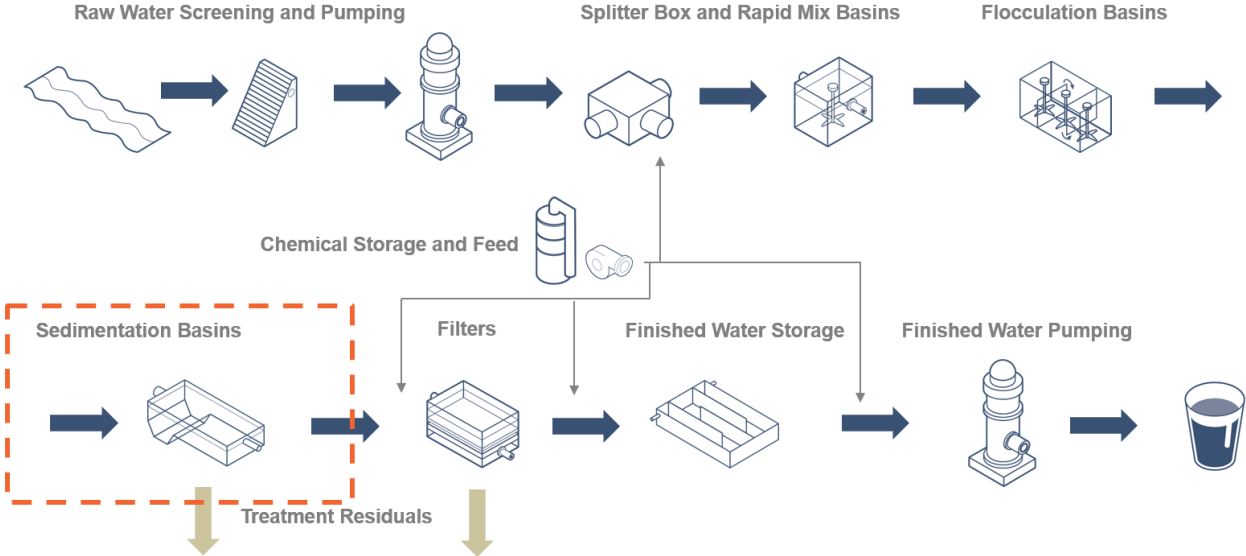 Raw Water Screening and Pumping
Splitter Box and Rapid Mix Basins
Flocculation Basins
Chemical Storage and Feed
Sedimentation Basins
Filters
Finished Water Storage
Finished Water Pumping
Treatment Residuals